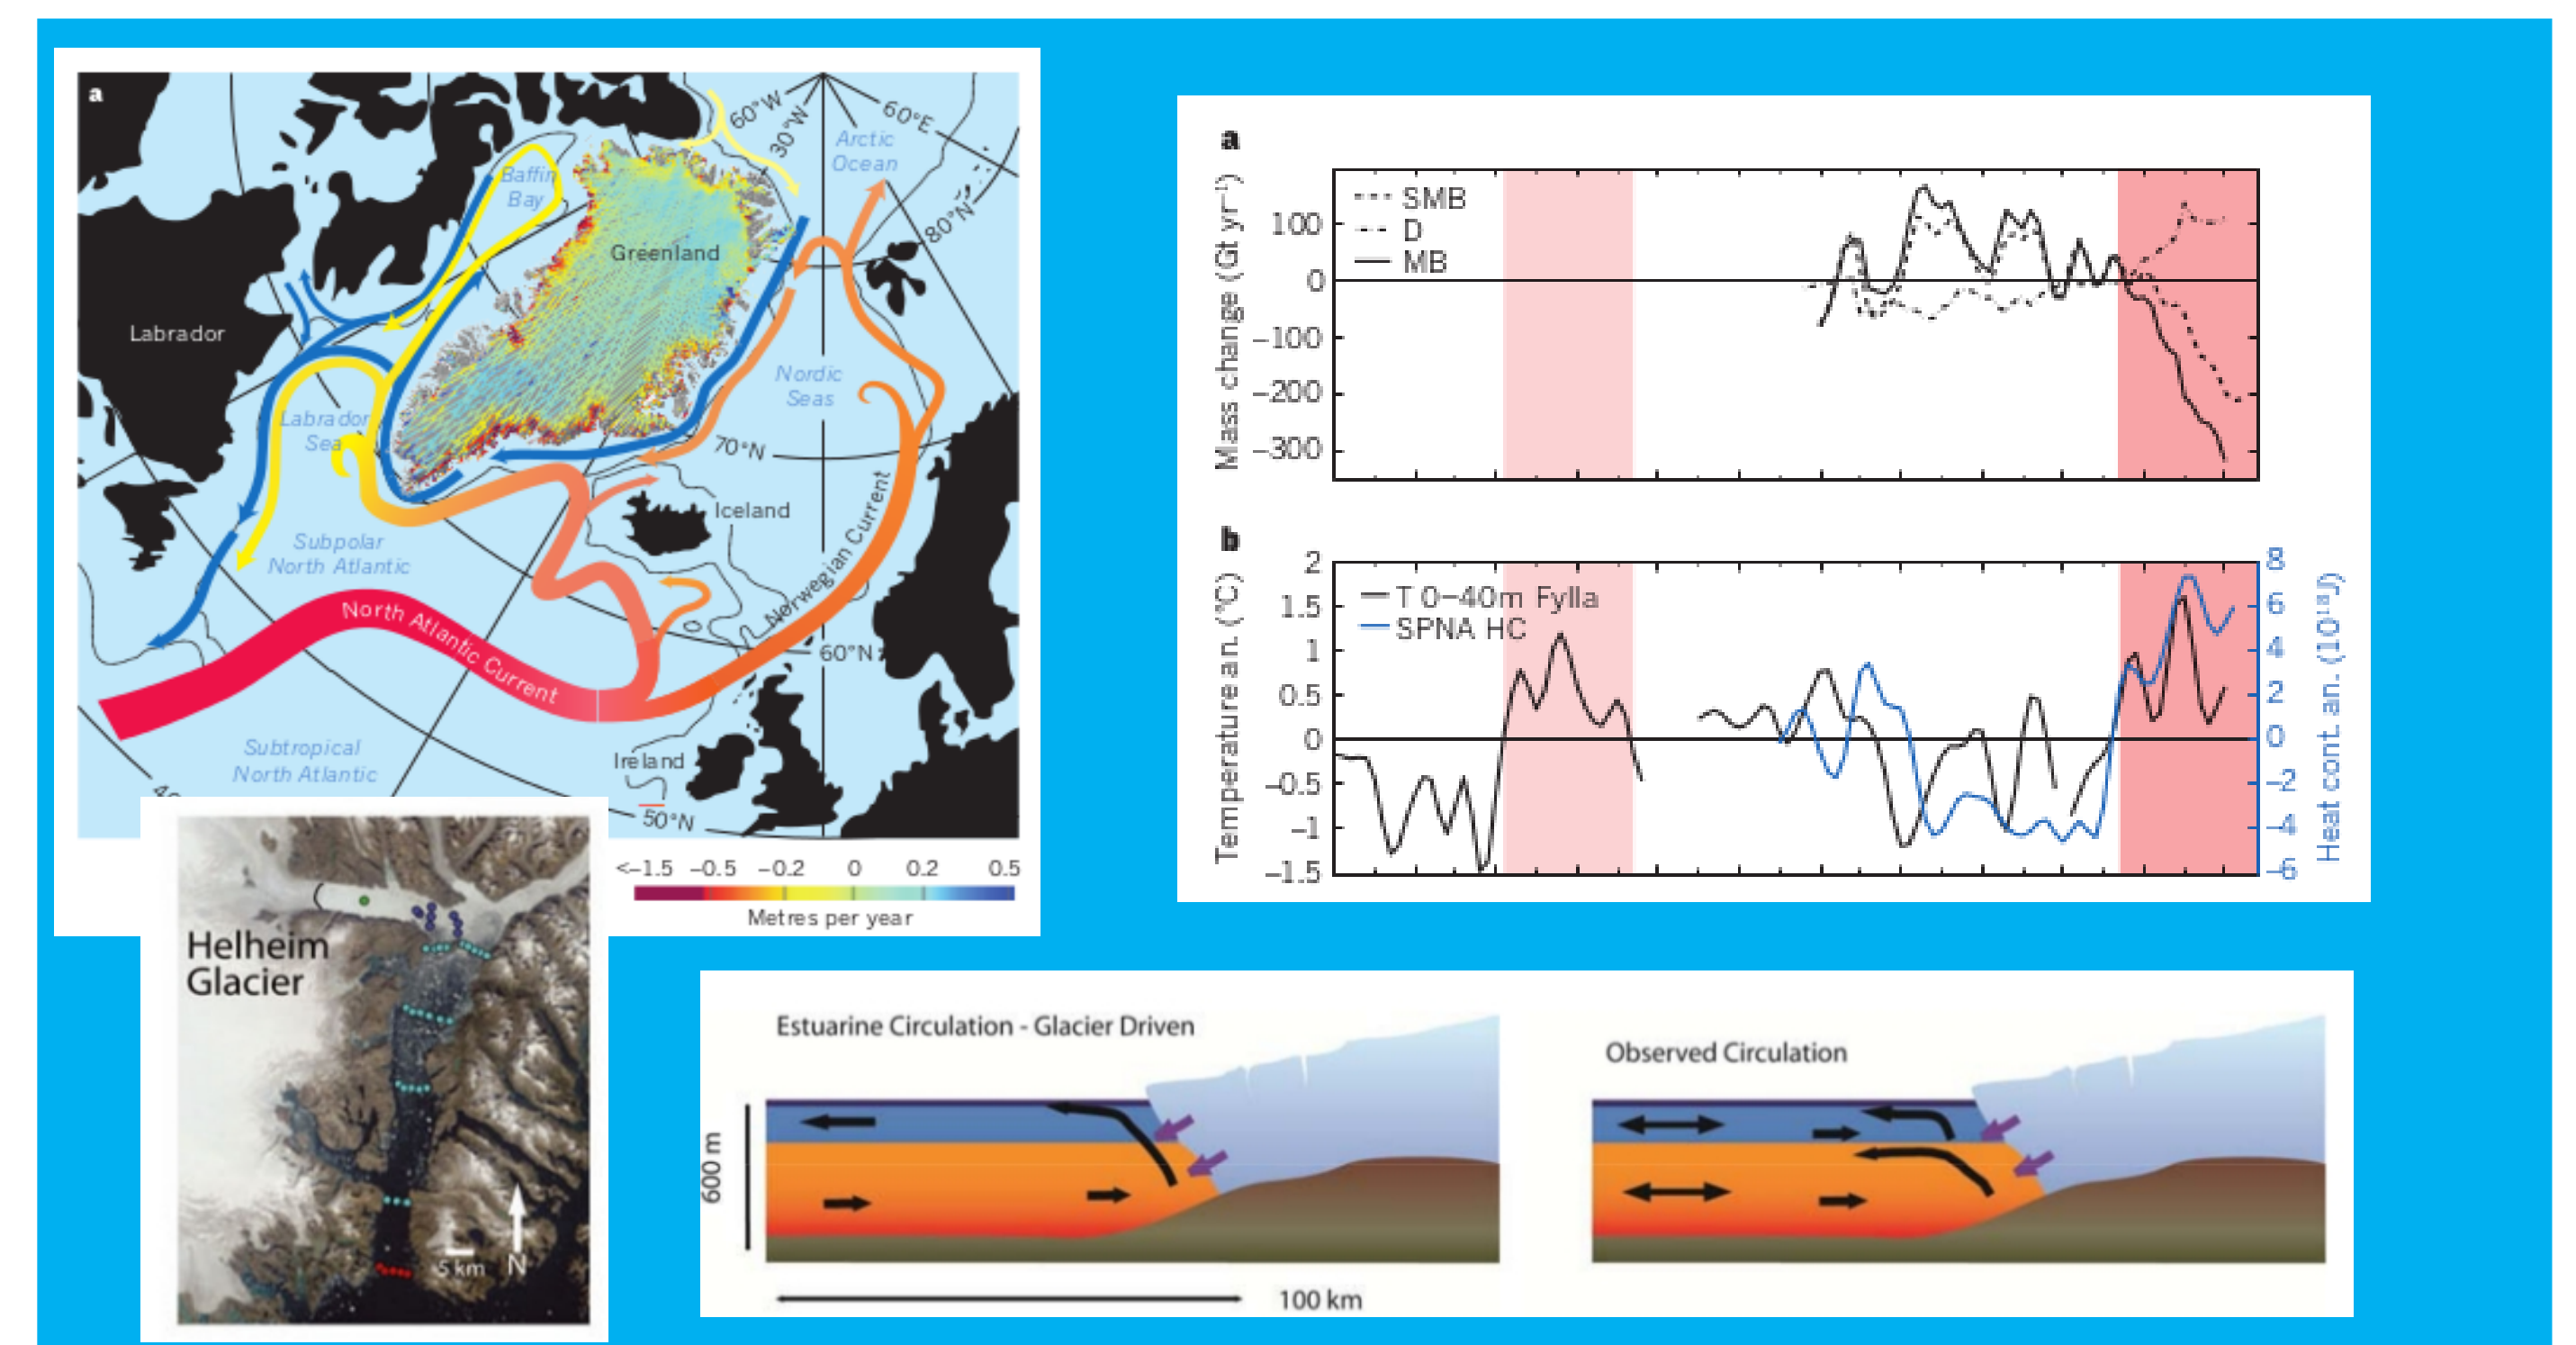 a
60°W
30°W
60°E
Arctic
Ocean
80°N
Baffin
Bay
Greenland
Labrador
Nordic
Seas
Labrador
Sea
70°N
Iceland
Norwegian Current
Subpolar
North Atlantic
North Atlantic Current
60°N
Subtropical
North Atlantic
Ireland
50°N
<−1.5 −0.5 −0.2 0 0.2 0.5
Metres per year
Helheim
Glacier
5 km N
a
Mass change (Gt yr⁻¹)
100
0
−100
−200
−300
SMB
D
MB
b
Temperature an. (°C)
2
1.5
1
0.5
0
−0.5
−1
−1.5
T 0−40m Fylla
SPNA HC
8
6
4
2
0
−2
−4
−6
Heat cont. an. (10¹⁸J)
Estuarine Circulation - Glacier Driven
600 m
100 km
Observed Circulation